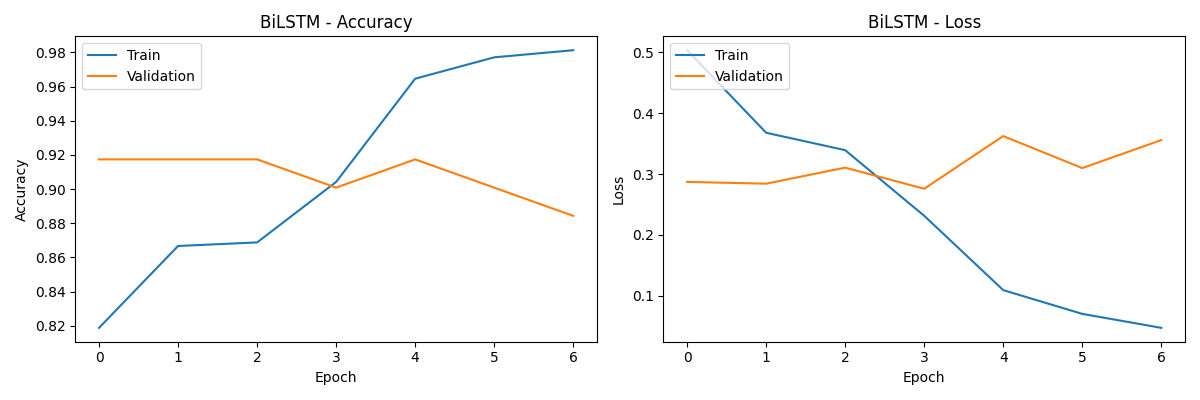 BiLSTM - Accuracy
Train
Validation
0.98
0.96
0.94
0.92
0.90
0.88
0.86
0.84
0.82
Accuracy
0 1 2 3 4 5 6
Epoch
BiLSTM - Loss
Train
Validation
0.5
0.4
0.3
0.2
0.1
Loss
0 1 2 3 4 5 6
Epoch